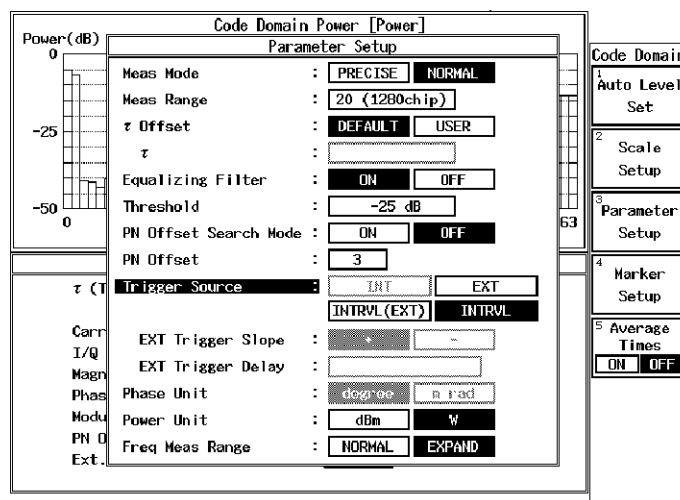 Code Domain Power [Power]
Power(dB)
0
-25
-50
0
63
Parameter Setup
Meas Mode : PRECISE NORMAL
Meas Range : 20 (1280chip)
τ Offset : DEFAULT USER
τ :
Equalizing Filter : ON OFF
Threshold : -25 dB
PN Offset Search Mode : ON OFF
PN Offset : 3
Trigger Source : INT EXT
INTRVL(EXT) INTRVL
EXT Trigger Slope : + -
EXT Trigger Delay :
Phase Unit : degree m rad
Power Unit : dBm W
Freq Meas Range : NORMAL EXPAND
τ (T
Carr
I/Q
Magn
Phas
Modu
PN O
Ext.
Code Domain
1
Auto Level
Set
2
Scale
Setup
3
Parameter
Setup
4
Marker
Setup
5 Average
Times
ON OFF